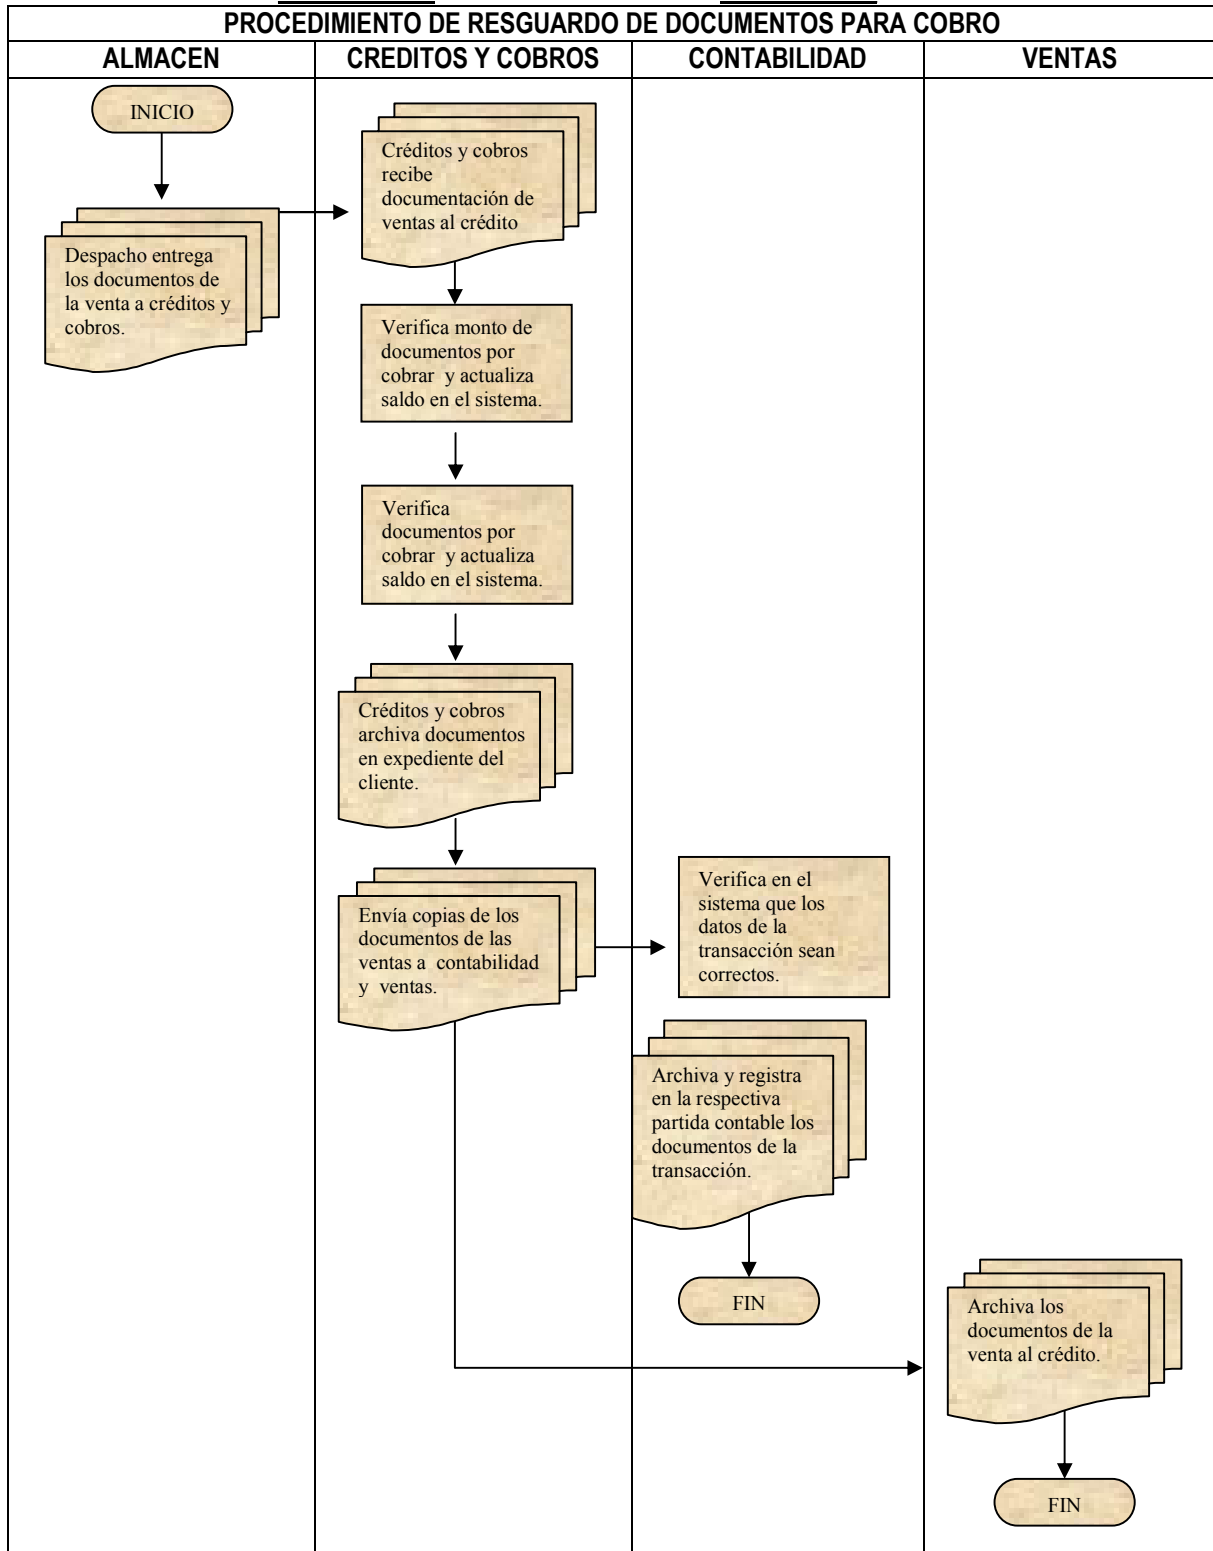 PROCEDIMIENTO DE RESGUARDO DE DOCUMENTOS PARA COBRO
ALMACEN
CREDITOS Y COBROS
CONTABILIDAD
VENTAS
INICIO
Despacho entrega
los documentos de
la venta a créditos y
cobros.
Créditos y cobros
recibe
documentación de
ventas al crédito
Verifica monto de
documentos por
cobrar y actualiza
saldo en el sistema.
Verifica
documentos por
cobrar y actualiza
saldo en el sistema.
Créditos y cobros
archiva documentos
en expediente del
cliente.
Envía copias de los
documentos de las
ventas a contabilidad
y ventas.
Verifica en el
sistema que los
datos de la
transacción sean
correctos.
Archiva y registra
en la respectiva
partida contable los
documentos de la
transacción.
FIN
Archiva los
documentos de la
venta al crédito.
FIN